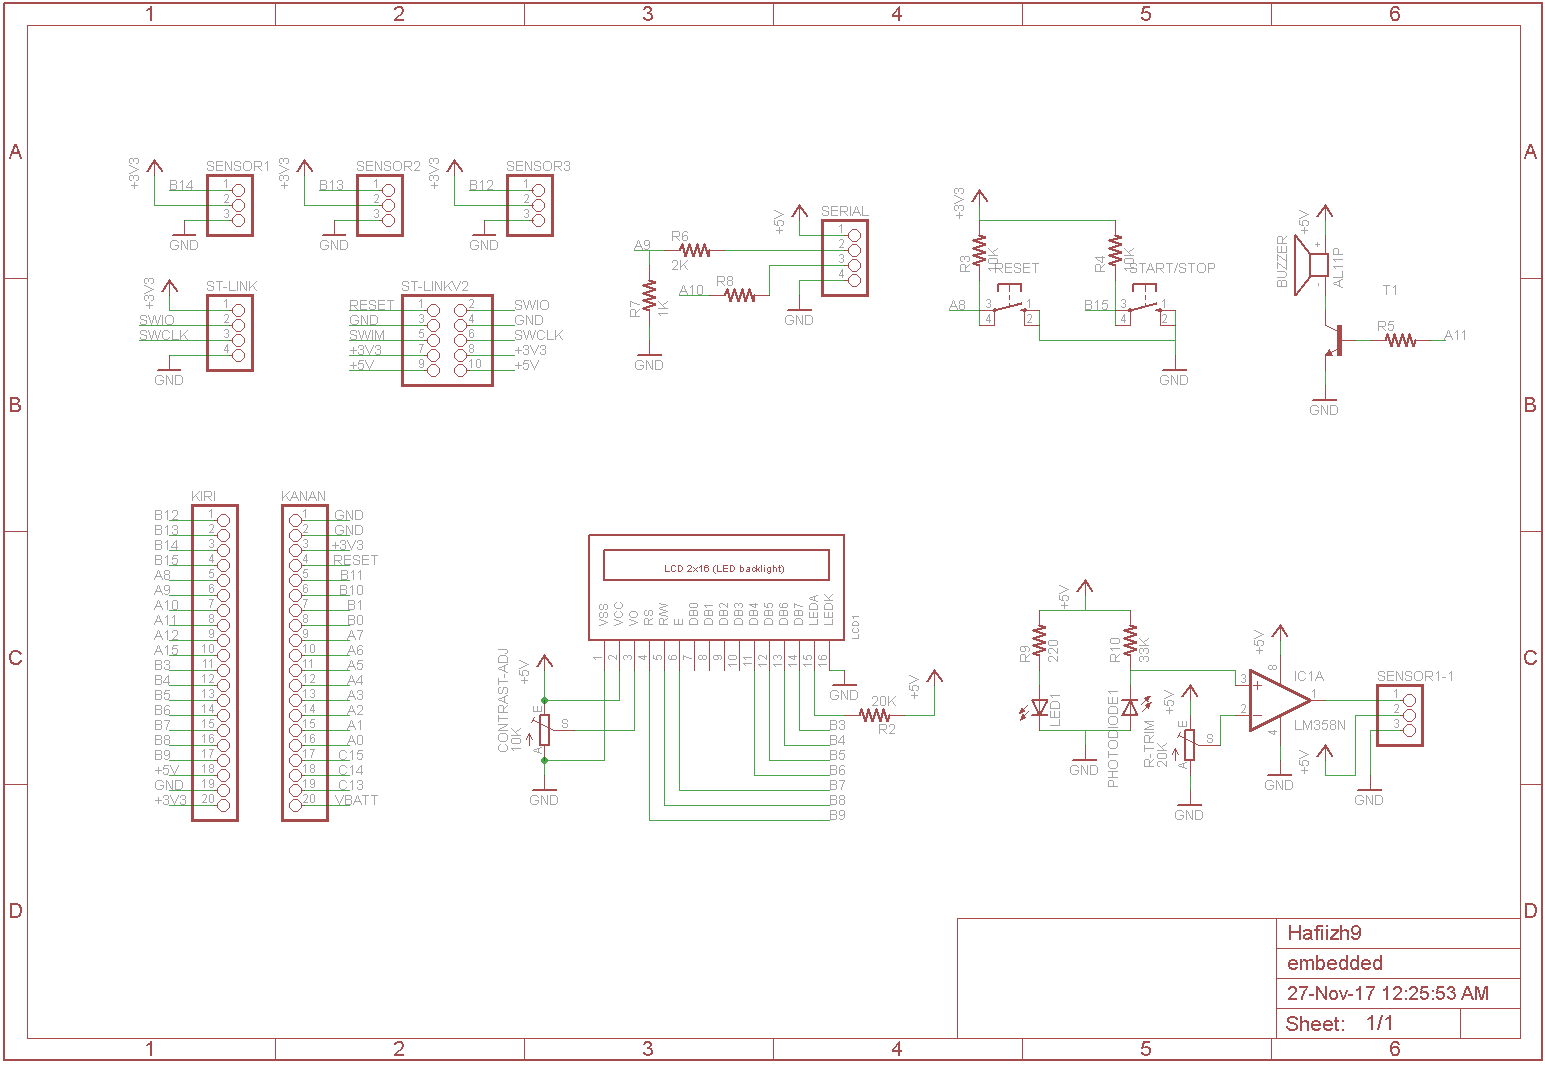 1 2 3 4 5 6
A A
+3V3 SENSOR1
B14 1
2
3
GND
+3V3 SENSOR2
B13 1
2
3
GND
+3V3 SENSOR3
B12 1
2
3
GND
+3V3 ST-LINK
1
SWIO 2
SWCLK 3
4
GND
ST-LINKV2
RESET 1 2 SWIO
GND 3 4 GND
SWIM 5 6 SWCLK
+3V3 7 8 +3V3
+5V 9 10 +5V
+5V SERIAL
1
2
3
4
GND
A9 R6
2K
A10 R8
R7 1K
GND
+3V3
R3 10K RESET
A8 3 1
4 2
R4 10K START/STOP
B15 3 1
4 2
GND
+5V
BUZZER + - AL11P
T1
R5 A11
GND
B B
KIRI
B12 1
B13 2
B14 3
B15 4
A8 5
A9 6
A10 7
A11 8
A12 9
A15 10
B3 11
B4 12
B5 13
B6 14
B7 15
B8 16
B9 17
+5V 18
GND 19
+3V3 20
KANAN
1 GND
2 GND
3 +3V3
4 RESET
5 B11
6 B10
7 B1
8 B0
9 A7
10 A6
11 A5
12 A4
13 A3
14 A2
15 A1
16 A0
17 C15
18 C14
19 C13
20 VBATT
LCD 2x16 (LED backlight)
VSS VCC VO RS R/W E DB0 DB1 DB2 DB3 DB4 DB5 DB6 DB7 LEDA LEDK
LCD1
1 2 3 4 5 6 7 8 9 10 11 12 13 14 15 16
CONTRAST-ADJ
10K
+5V
E
S
A
GND
GND
20K
R2
+5V
B3
B4
B5
B6
B7
B8
B9
+5V
R9 220
R10 33K
LED1
PHOTODIODE1
GND
R-TRIM
20K
+5V
E
S
A
GND
+5V
IC1A
LM358N
3 + 8 1
2 - 4
GND
SENSOR1-1
1
2
3
+5V
GND
C C
D D
Hafiizh9
embedded
27-Nov-17 12:25:53 AM
Sheet: 1/1
1 2 3 4 5 6